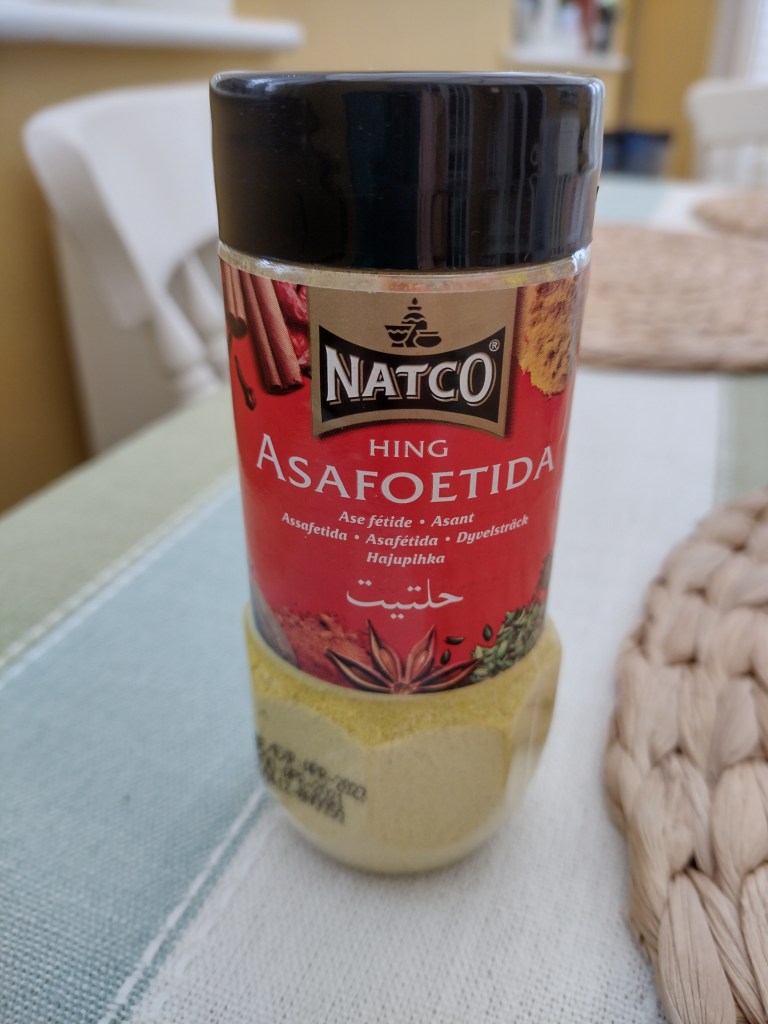 NATCO®
HING
ASAFOETIDA
Ase fétide • Asant
Assafetida • Asafétida • Dyvelsträck
Hajupihka
حلتيت